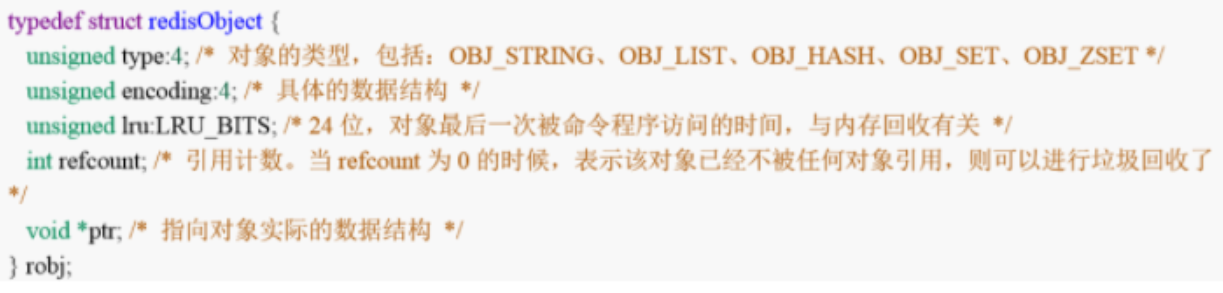 typedef struct redisObject {
unsigned type:4; /* 对象的类型，包括：OBJ_STRING、OBJ_LIST、OBJ_HASH、OBJ_SET、OBJ_ZSET */
unsigned encoding:4; /* 具体的数据结构 */
unsigned lru:LRU_BITS; /* 24 位，对象最后一次被命令程序访问的时间，与内存回收有关 */
int refcount; /* 引用计数。当 refcount 为 0 的时候，表示该对象已经不被任何对象引用，则可以进行垃圾回收了
*/
void *ptr; /* 指向对象实际的数据结构 */
} robj;